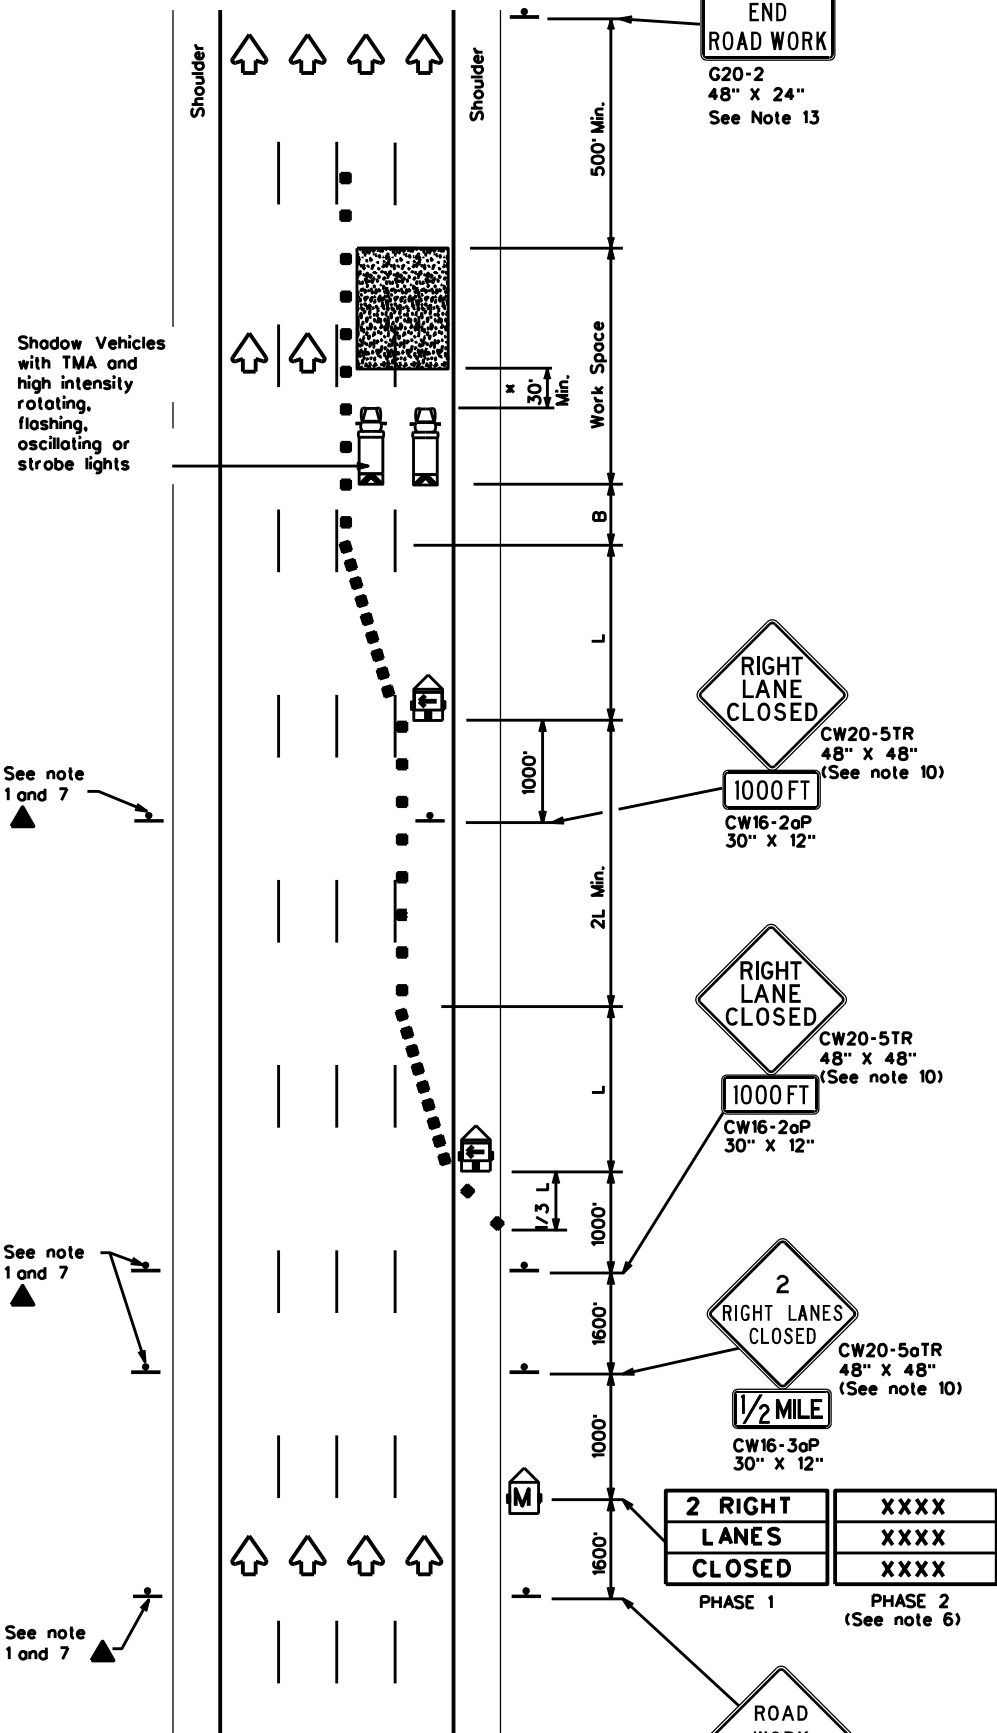 END
ROAD WORK
G20-2
48" X 24"
See Note 13
Shoulder
Shoulder
500' Min.
Shadow Vehicles
with TMA and
high intensity
rotating,
flashing,
oscillating or
strobe lights
*
30'
Min.
Work Space
B
L
RIGHT
LANE
CLOSED
CW20-5TR
48" X 48"
(See note 10)
1000 FT
CW16-2aP
30" X 12"
See note
1 and 7
1000'
2L Min.
RIGHT
LANE
CLOSED
CW20-5TR
48" X 48"
(See note 10)
1000 FT
CW16-2aP
30" X 12"
L
1/3 L
1000'
See note
1 and 7
1600'
2
RIGHT LANES
CLOSED
CW20-5aTR
48" X 48"
(See note 10)
1/2 MILE
CW16-3aP
30" X 12"
1000'
M
2 RIGHT
LANES
CLOSED
PHASE 1
XXXX
XXXX
XXXX
PHASE 2
(See note 6)
1600'
See note
1 and 7
ROAD